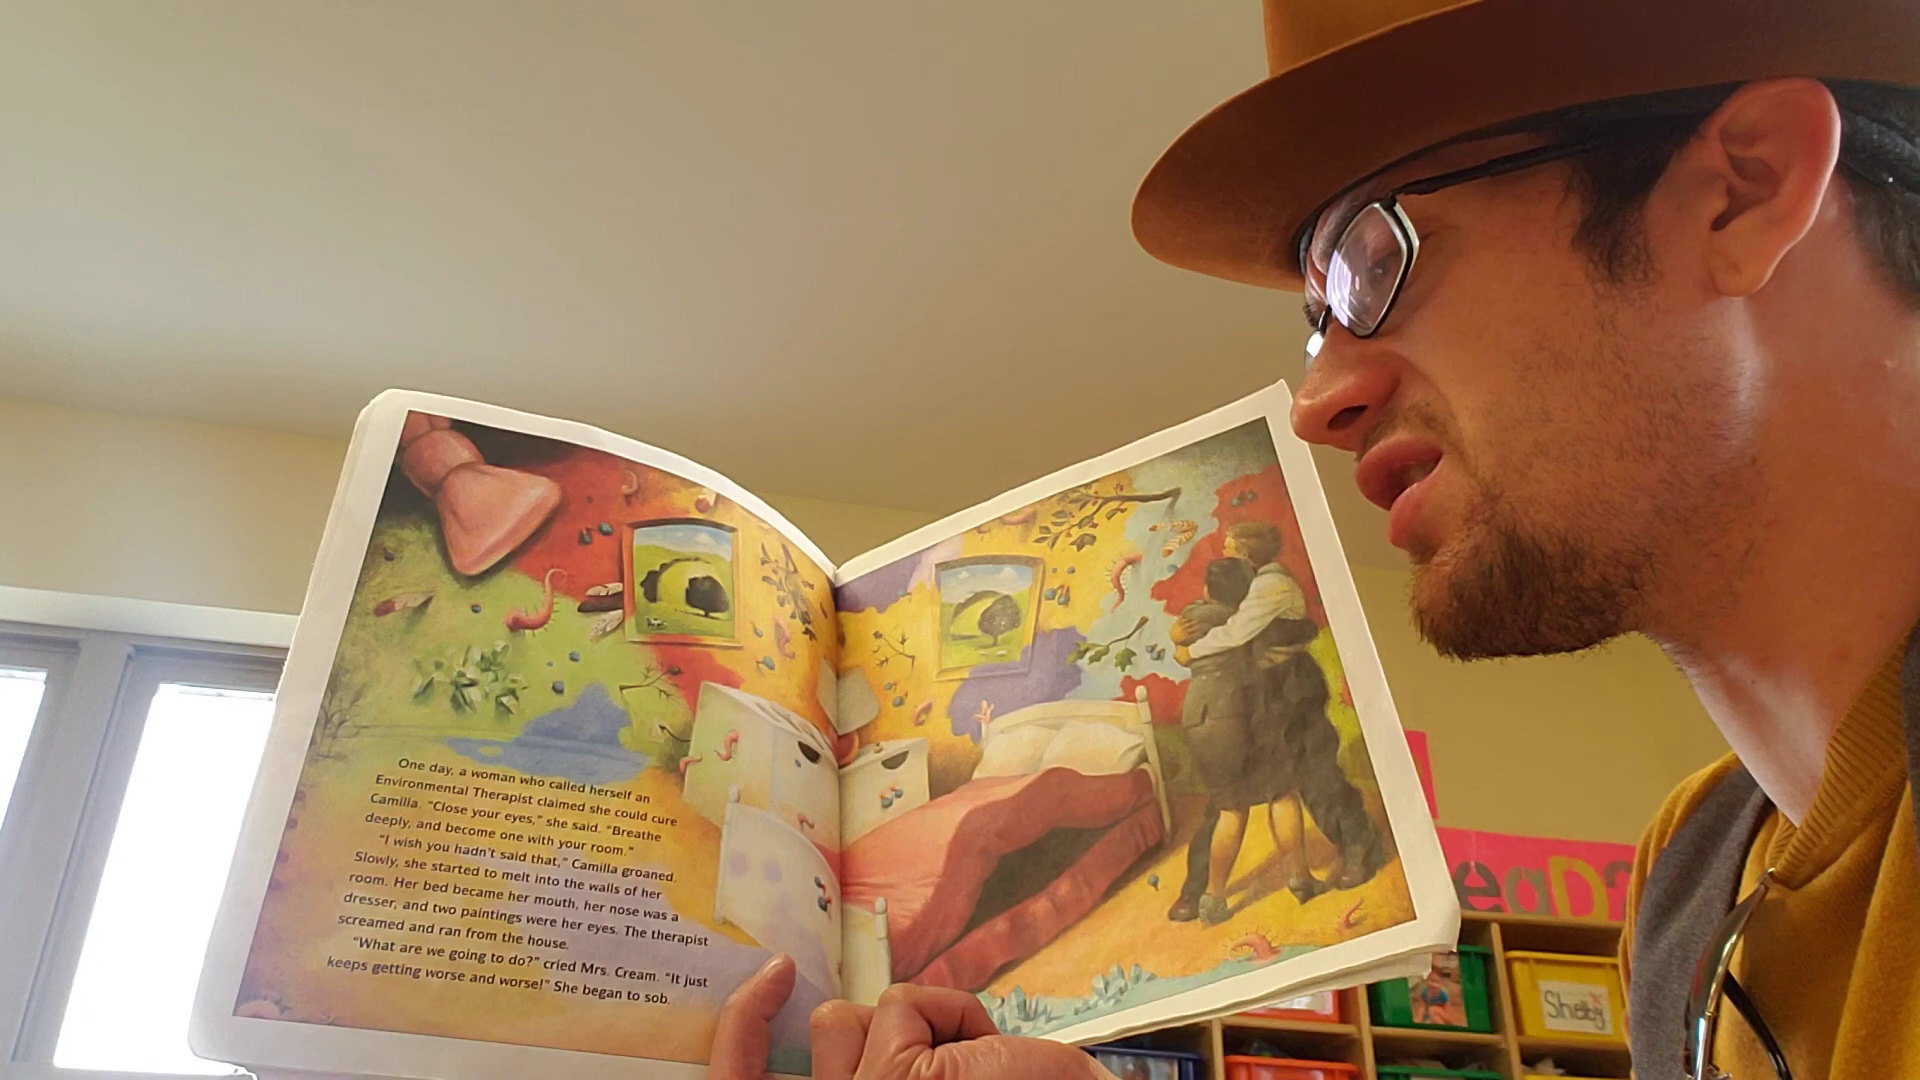 One day, a woman who called herself an
Environmental Therapist claimed she could cure
Camilla. "Close your eyes," she said. "Breathe
deeply, and become one with your room."
"I wish you hadn't said that," Camilla groaned.
Slowly, she started to melt into the walls of her
room. Her bed became her mouth, her nose was a
dresser, and two paintings were her eyes. The therapist
screamed and ran from the house.
"What are we going to do?" cried Mrs. Cream. "It just
keeps getting worse and worse!" She began to sob.
eaD?
Shelby